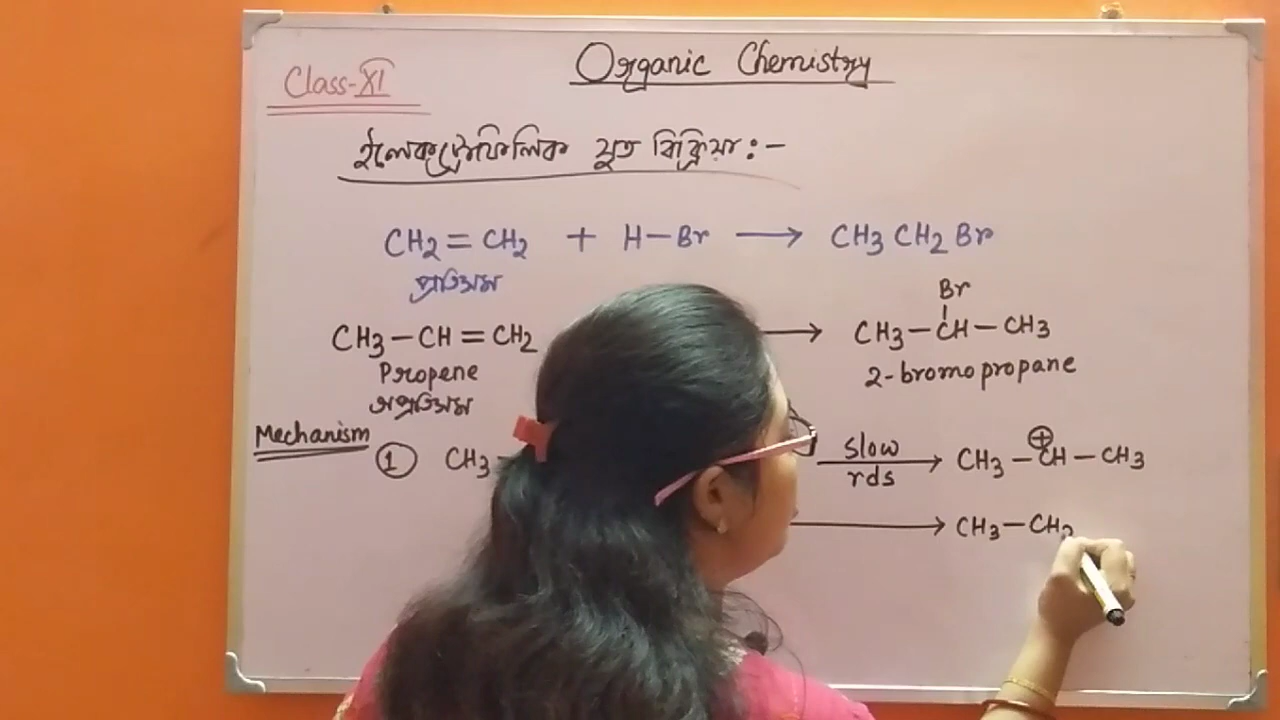 Organic Chemistry
Class-XI
ইলেকট্রোফিলিক যুত বিক্রিয়া :-
CH2 = CH2 + H-Br ⟶ CH3 CH2 Br
প্রতিসম
Br
CH3 - CH = CH2 ⟶ CH3 - CH - CH3
Propene
2-bromopropane
অপ্রতিসম
Mechanism
① CH3 - slow ⟶ CH3 - CH - CH3
⊕
rds
⟶ CH3 - CH2